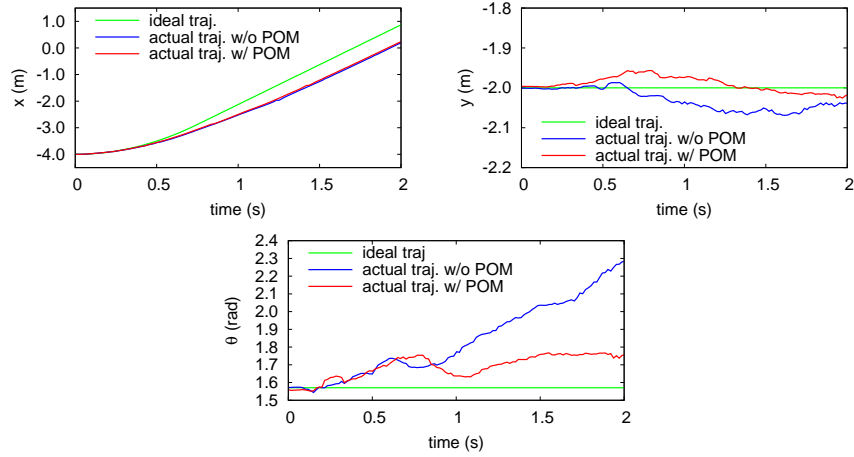 ideal traj.
actual traj. w/o POM
actual traj. w/ POM
1.0
0.0
-1.0
-2.0
-3.0
-4.0
x (m)
0
0.5
1
1.5
2
time (s)
-1.8
-1.9
-2.0
-2.1
-2.2
y (m)
ideal traj.
actual traj. w/o POM
actual traj. w/ POM
0
0.5
1
1.5
2
time (s)
2.4
2.3
2.2
2.1
2.0
1.9
1.8
1.7
1.6
1.5
θ (rad)
ideal traj
actual traj. w/o POM
actual traj. w/ POM
0
0.5
1
1.5
2
time (s)